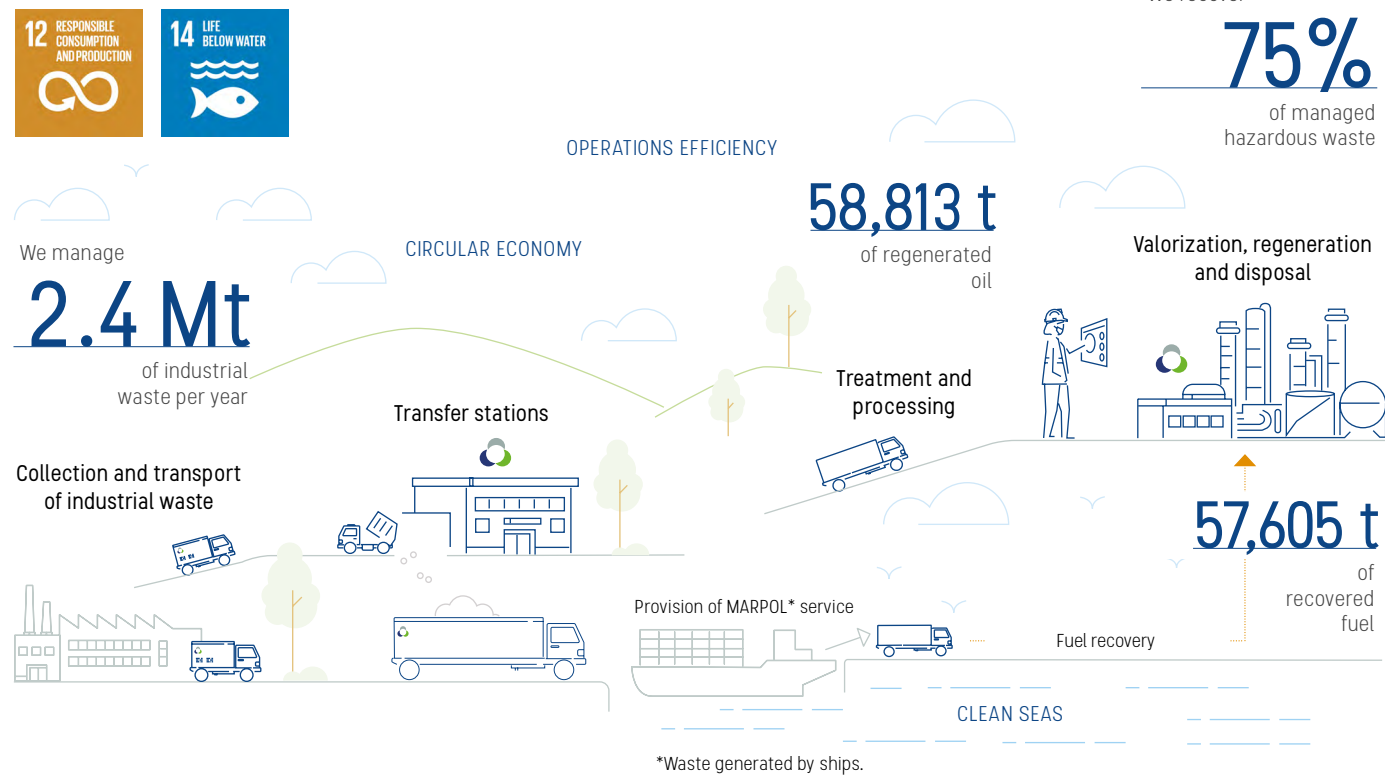 12 RESPONSIBLE
CONSUMPTION
AND PRODUCTION
14 LIFE
BELOW WATER
75%
of managed
hazardous waste
OPERATIONS EFFICIENCY
58,813 t
of regenerated
oil
CIRCULAR ECONOMY
We manage
2.4 Mt
of industrial
waste per year
Valorization, regeneration
and disposal
Treatment and
processing
Transfer stations
Collection and transport
of industrial waste
57,605 t
of
recovered
fuel
Provision of MARPOL* service
Fuel recovery
CLEAN SEAS
*Waste generated by ships.